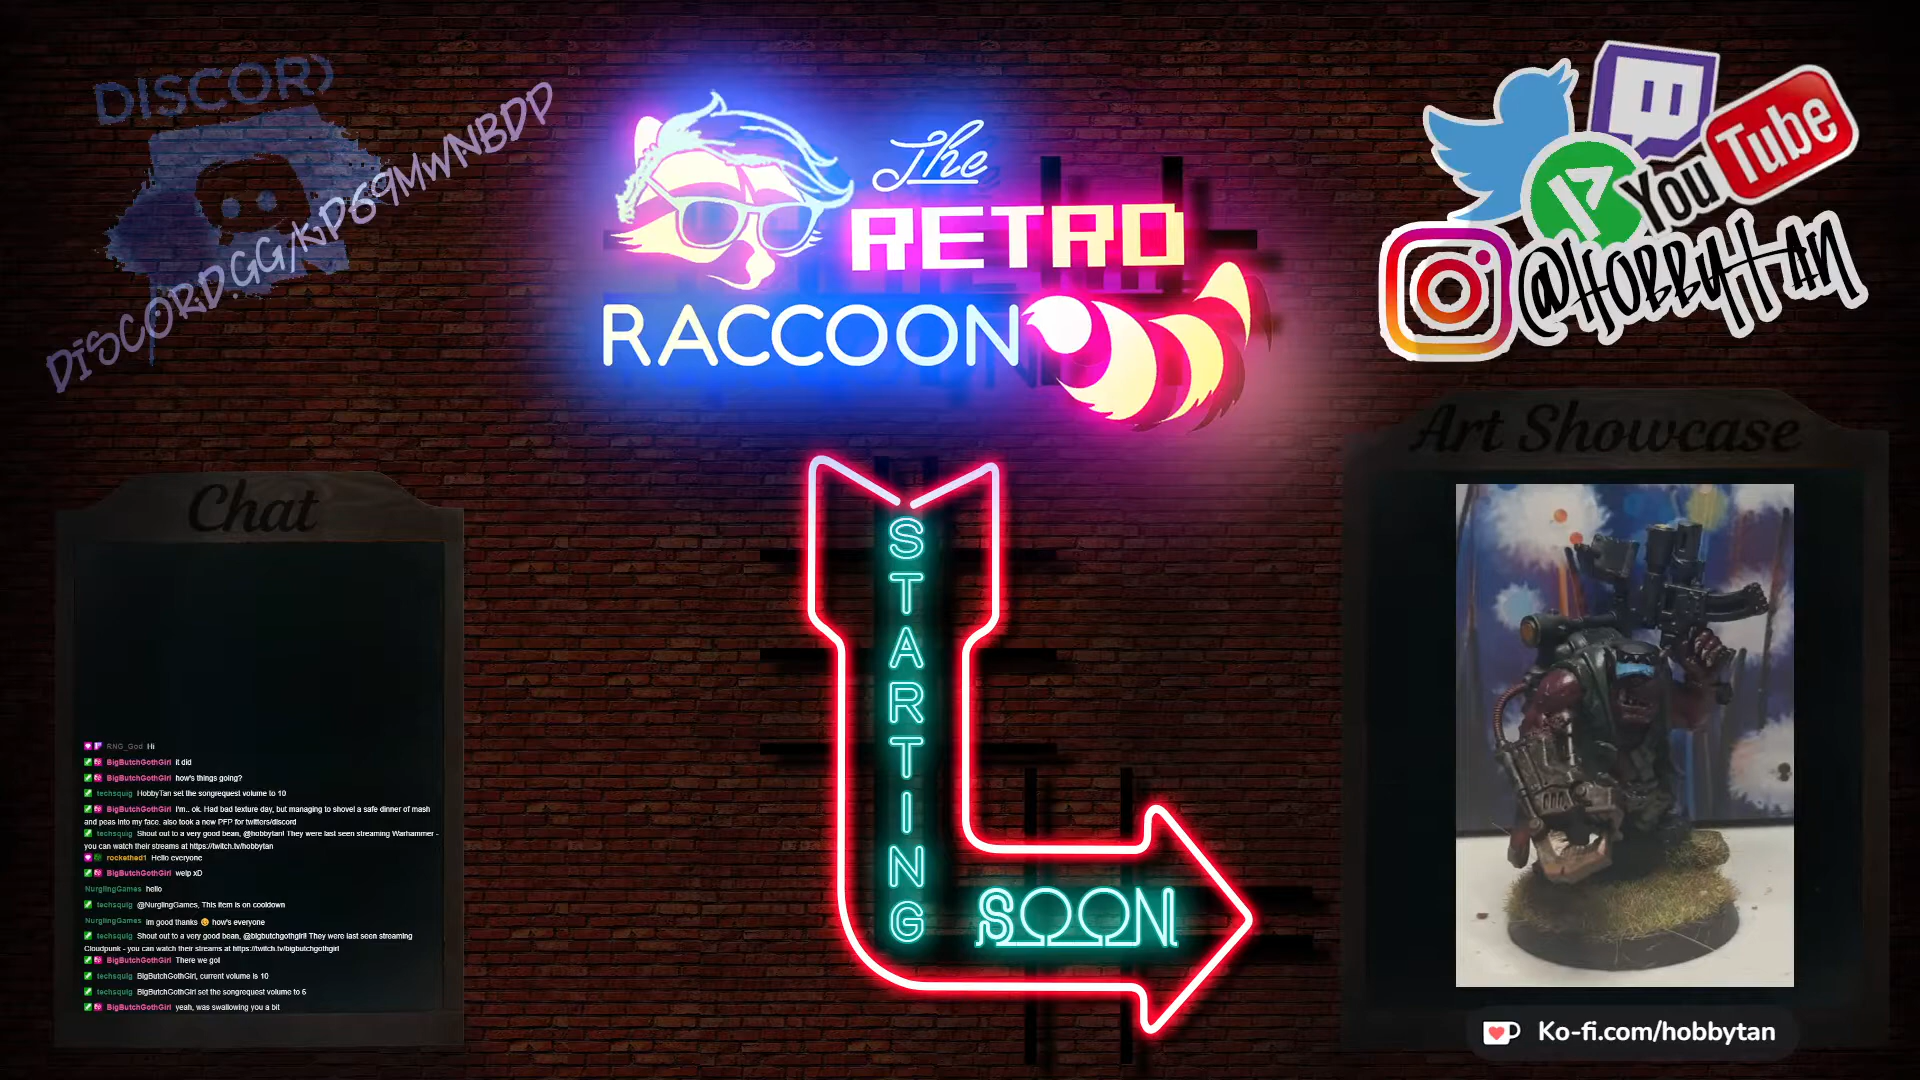 DISCORD
DISCORD.GG/KP69MWNBDP
The
RETRO
RACCOON
YouTube
@HOBBYTAN
Chat
RNG_God Hi
BigButchGothGirl it did
BigButchGothGirl how's things going?
techsquig HobbyTan set the songrequest volume to 10
BigButchGothGirl I'm.. ok. Had bad texture day, but managing to shovel a safe dinner of mash
and peas into my face. also took a new PFP for twitters/discord
techsquig Shout out to a very good bean, @hobbytan! They were last seen streaming Warhammer -
you can watch their streams at https://twitch.tv/hobbytan
rockethed1 Hello everyone
BigButchGothGirl welp xD
NurglingGames hello
techsquig @NurglingGames, This item is on cooldown
NurglingGames im good thanks 😊 how's everyone
techsquig Shout out to a very good bean, @bigbutchgothgirl! They were last seen streaming
Cloudpunk - you can watch their streams at https://twitch.tv/bigbutchgothgirl
BigButchGothGirl There we go!
techsquig BigButchGothGirl, current volume is 10
techsquig BigButchGothGirl set the songrequest volume to 6
BigButchGothGirl yeah, was swallowing you a bit
STARTING
SOON
Art Showcase
Ko-fi.com/hobbytan